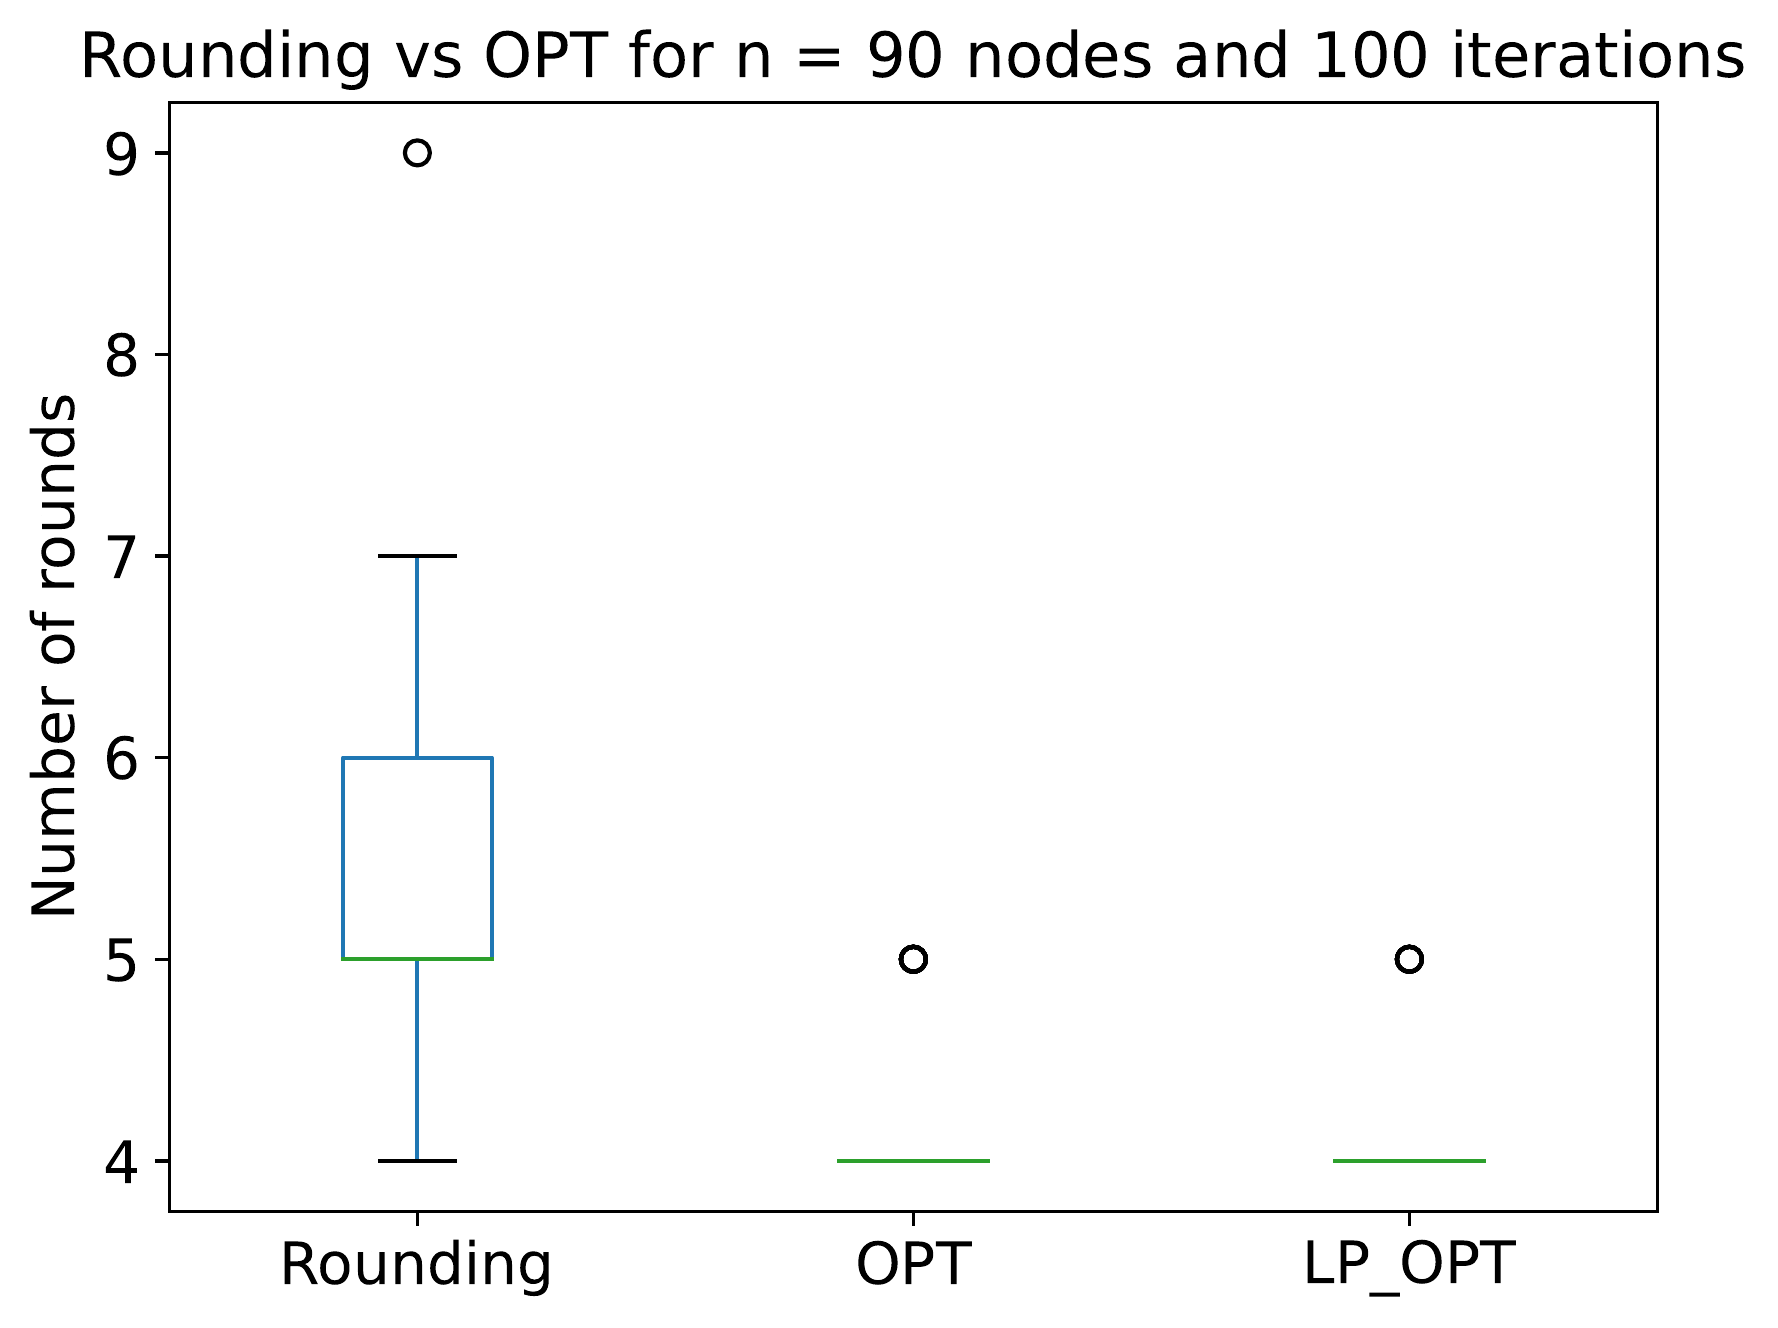 Rounding vs OPT for n = 90 nodes and 100 iterations
Number of rounds
9
8
7
6
5
4
Rounding
OPT
LP_OPT